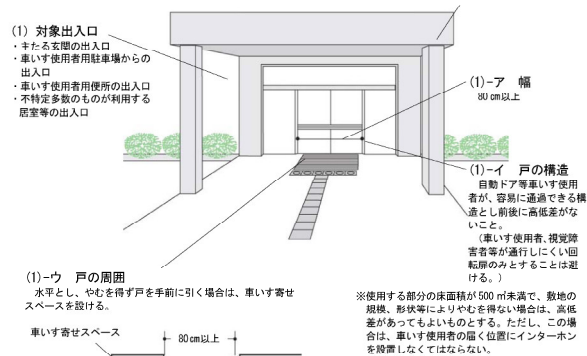 (1) 対象出入口
・主たる玄関の出入口
・車いす使用者用駐車場からの
出入口
・車いす使用者用便所の出入口
・不特定多数のものが利用する
居室等の出入口
(1)-ア 幅
80㎝以上
(1)-イ 戸の構造
自動ドア等車いす使用
者が、容易に通過できる構
造とし前後に高低差がな
いこと。
(車いす使用者、視覚障
害者等が通行しにくい回
転扉のみとすることは避
ける。)
(1)-ウ 戸の周囲
水平とし、やむを得ず戸を手前に引く場合は、車いす寄せ
スペースを設ける。
※使用する部分の床面積が500㎡未満で、敷地の
規模、形状等によりやむを得ない場合は、高低
差があってもよいものとする。ただし、この場
合は、車いす使用者の届く位置にインターホン
を設置しなくてはならない。
車いす寄せスペース
80㎝以上